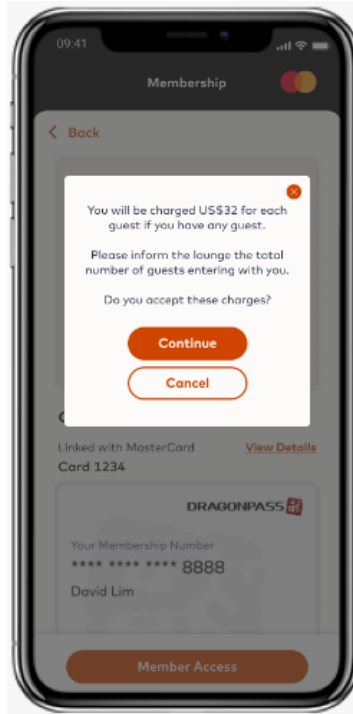 09:41
Membership
Back
You will be charged US$32 for each
guest if you have any guest.
Please inform the lounge the total
number of guests entering with you.
Do you accept these charges?
Continue
Cancel
Linked with MasterCard
View Details
Card 1234
DRAGONPASS
Your Membership Number
**** **** **** 8888
David Lim
Member Access